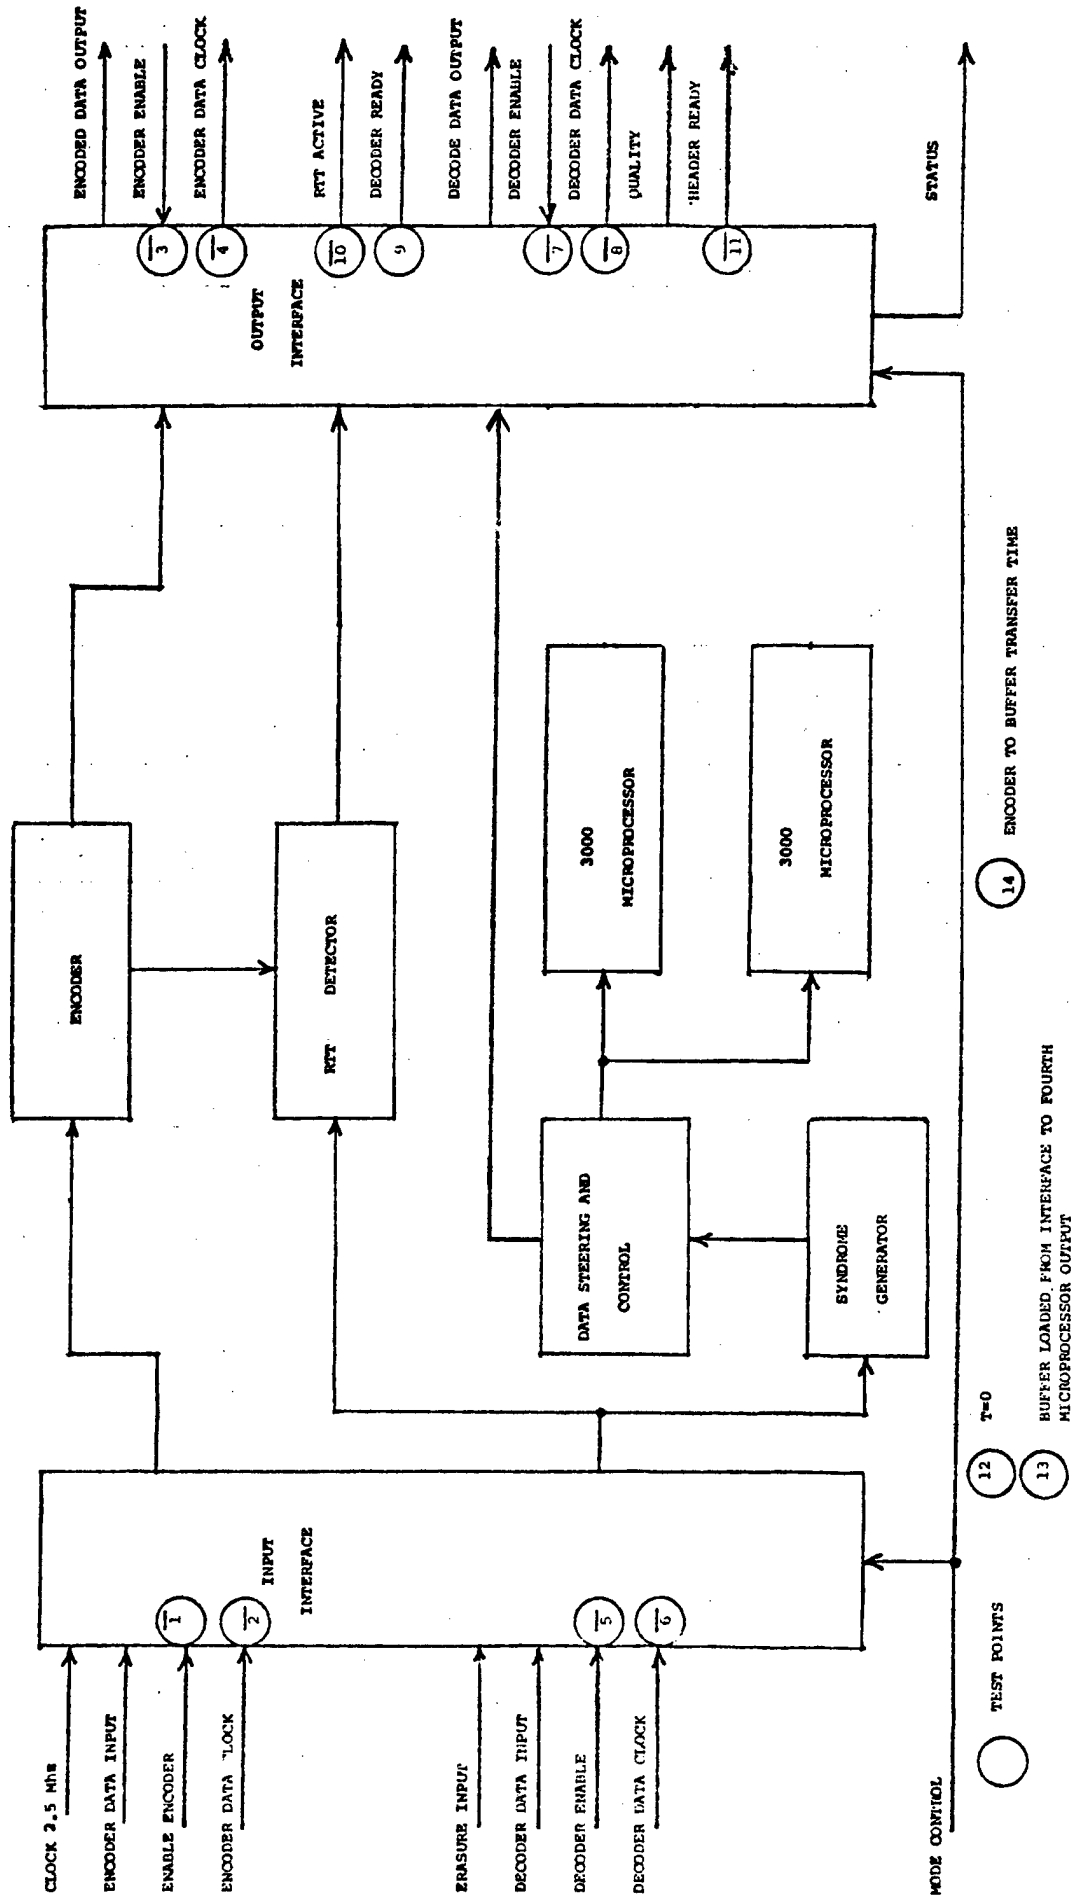 CLOCK 2.5 Mhz
ENCODER DATA INPUT
ENABLE ENCODER
ENCODER DATA CLOCK
ERASURE INPUT
DECODER DATA INPUT
DECODER ENABLE
DECODER DATA CLOCK
MODE CONTROL
1
2
5
6
INPUT
INTERFACE
ENCODER
RTT DETECTOR
DATA STEERING AND
CONTROL
SYNDROME
GENERATOR
3000
MICROPROCESSOR
3000
MICROPROCESSOR
OUTPUT
INTERFACE
3
4
10
9
7
8
11
ENCODED DATA OUTPUT
ENCODER ENABLE
ENCODER DATA CLOCK
RTT ACTIVE
DECODER READY
DECODE DATA OUTPUT
DECODER ENABLE
DECODER DATA CLOCK
QUALITY
HEADER READY
STATUS
TEST POINTS
12 T=0
13 BUFFER LOADED FROM INTERFACE TO FOURTH
MICROPROCESSOR OUTPUT
14 ENCODER TO BUFFER TRANSFER TIME